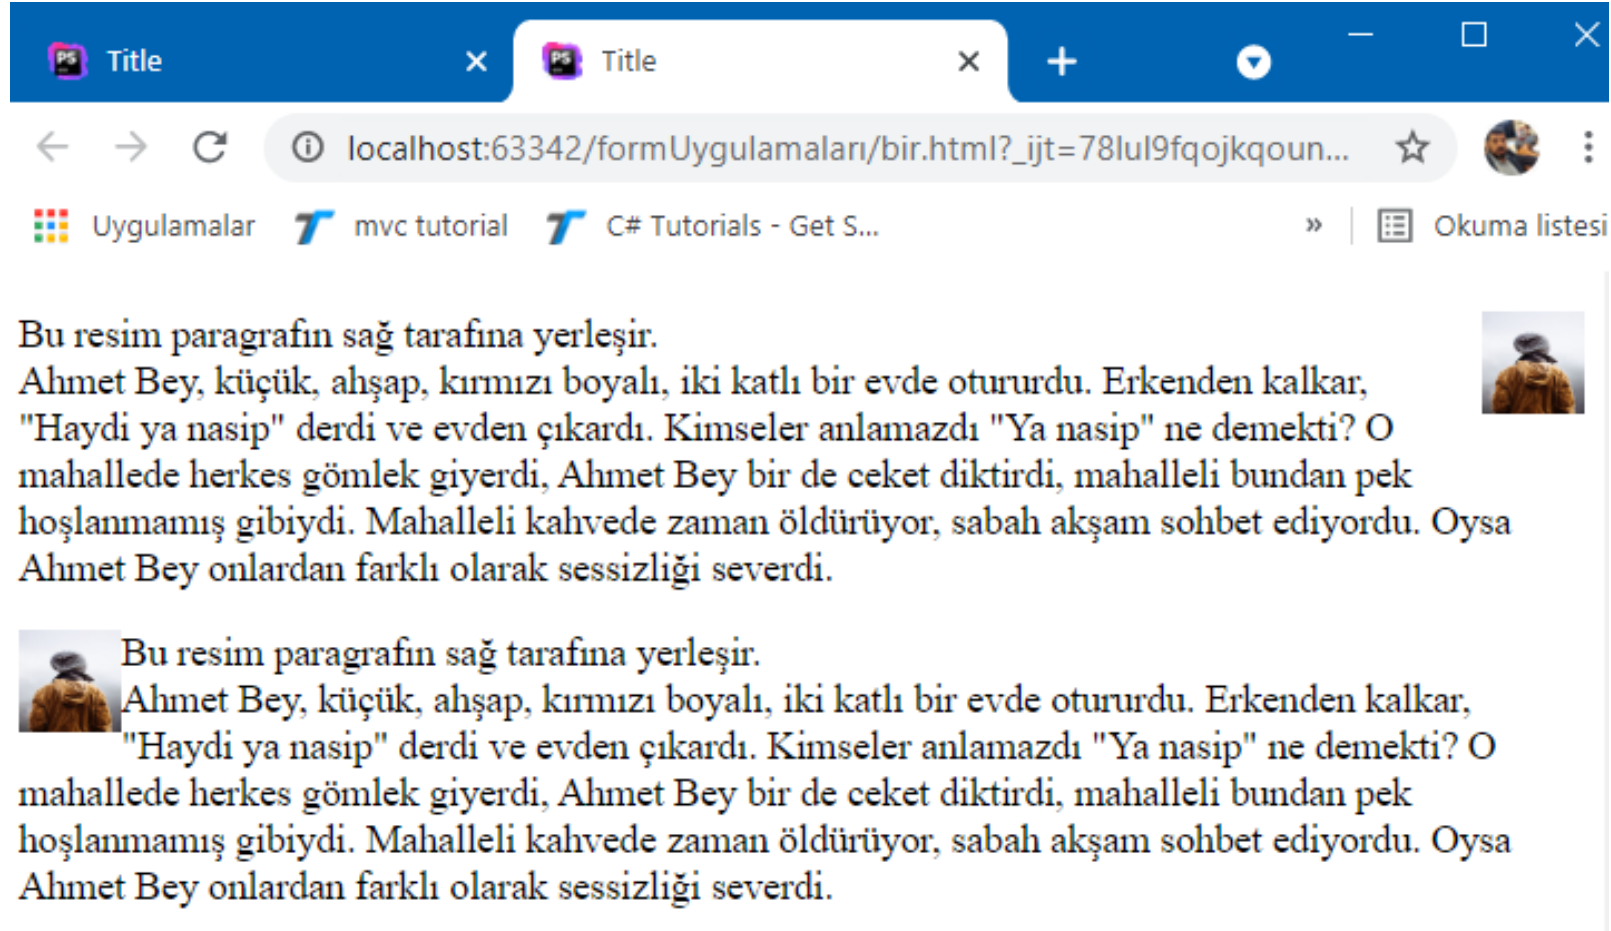 Title
Title
localhost:63342/formUygulamaları/bir.html?_ijt=78lul9fqojkqoun...
Uygulamalar mvc tutorial C# Tutorials - Get S... » Okuma listesi
Bu resim paragrafın sağ tarafına yerleşir.
Ahmet Bey, küçük, ahşap, kırmızı boyalı, iki katlı bir evde otururdu. Erkenden kalkar,
"Haydi ya nasip" derdi ve evden çıkardı. Kimseler anlamazdı "Ya nasip" ne demekti? O
mahallede herkes gömlek giyerdi, Ahmet Bey bir de ceket diktirdi, mahalleli bundan pek
hoşlanmamış gibiydi. Mahalleli kahvede zaman öldürüyor, sabah akşam sohbet ediyordu. Oysa
Ahmet Bey onlardan farklı olarak sessizliği severdi.
Bu resim paragrafın sağ tarafına yerleşir.
Ahmet Bey, küçük, ahşap, kırmızı boyalı, iki katlı bir evde otururdu. Erkenden kalkar,
"Haydi ya nasip" derdi ve evden çıkardı. Kimseler anlamazdı "Ya nasip" ne demekti? O
mahallede herkes gömlek giyerdi, Ahmet Bey bir de ceket diktirdi, mahalleli bundan pek
hoşlanmamış gibiydi. Mahalleli kahvede zaman öldürüyor, sabah akşam sohbet ediyordu. Oysa
Ahmet Bey onlardan farklı olarak sessizliği severdi.